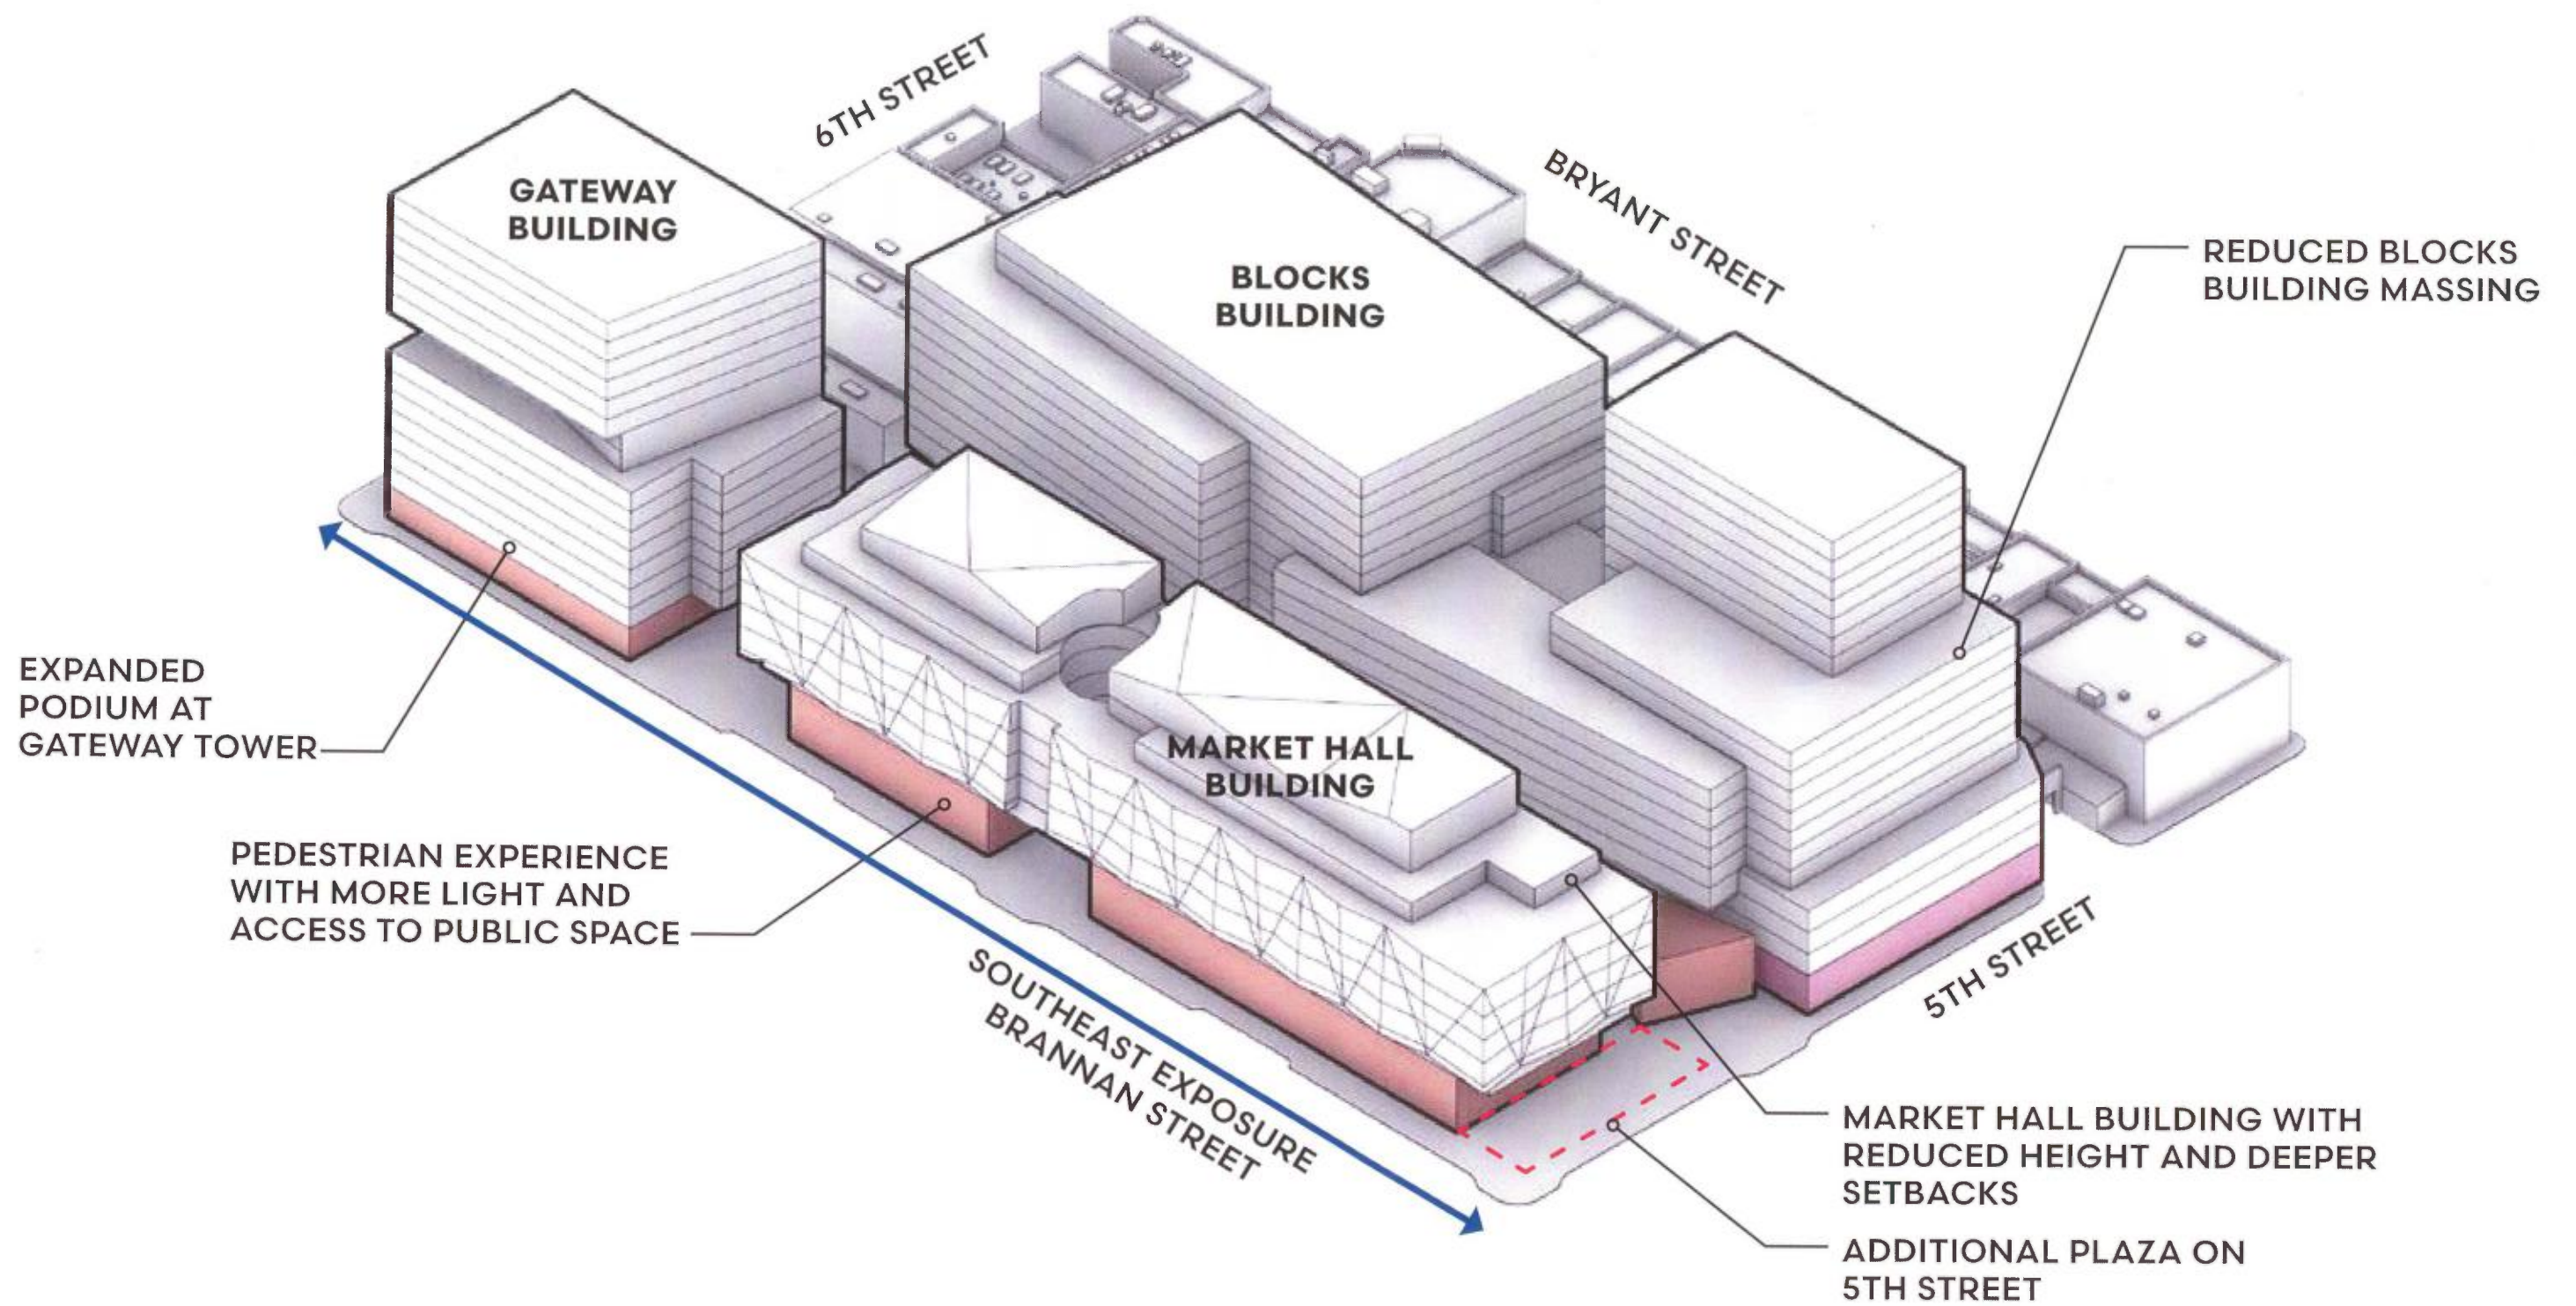 6TH STREET
GATEWAY
BUILDING
BLOCKS
BUILDING
BRYANT STREET
REDUCED BLOCKS
BUILDING MASSING
EXPANDED
PODIUM AT
GATEWAY TOWER
MARKET HALL
BUILDING
PEDESTRIAN EXPERIENCE
WITH MORE LIGHT AND
ACCESS TO PUBLIC SPACE
5TH STREET
SOUTHEAST EXPOSURE
BRANNAN STREET
MARKET HALL BUILDING WITH
REDUCED HEIGHT AND DEEPER
SETBACKS
ADDITIONAL PLAZA ON
5TH STREET